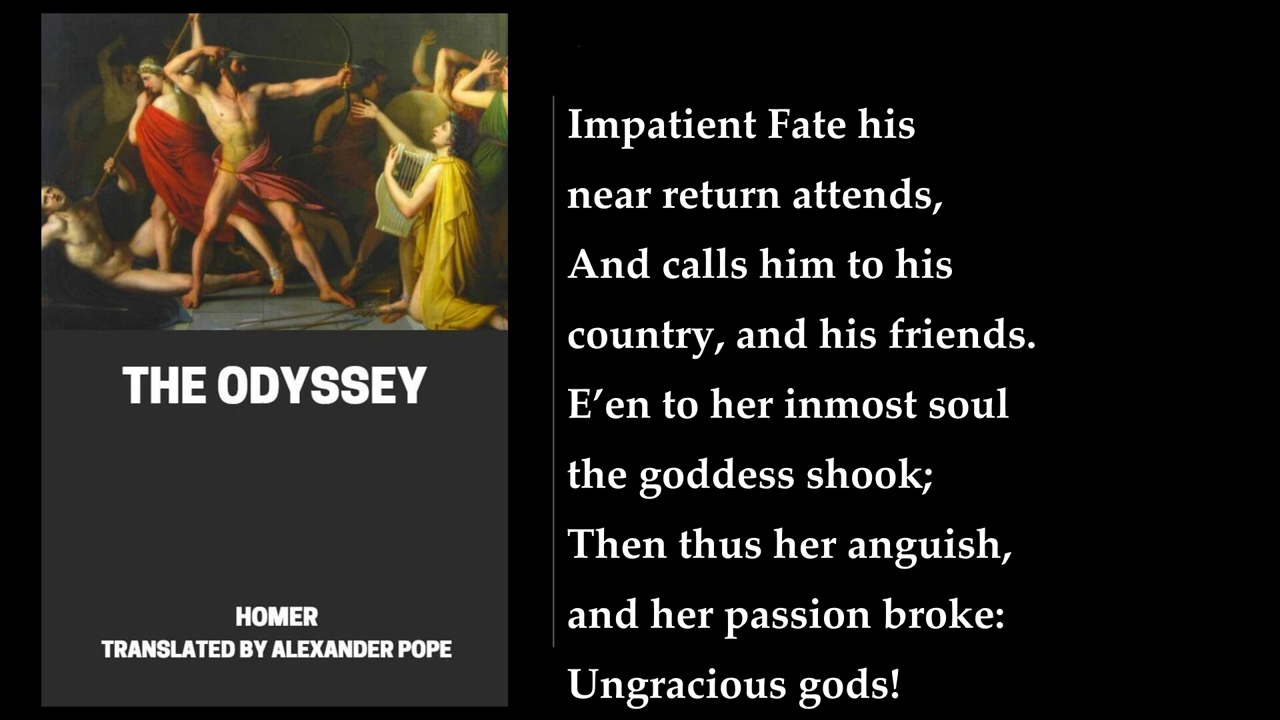 THE ODYSSEY
HOMER
TRANSLATED BY ALEXANDER POPE
Impatient Fate his
near return attends,
And calls him to his
country, and his friends.
E’en to her inmost soul
the goddess shook;
Then thus her anguish,
and her passion broke:
Ungracious gods!